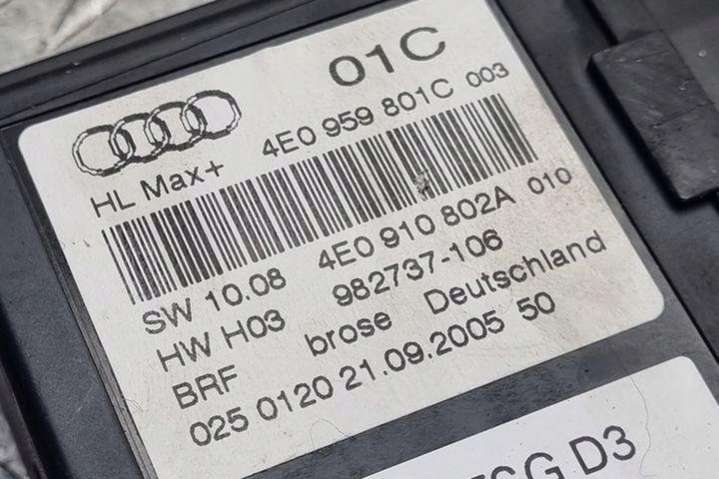 01C
4E0 959 801C 003
HL Max+
4E0 910 802A 010
SW 10.08 982737-106
HW H03 brose Deutschland
BRF
025 0120 21.09.2005 50
G D3